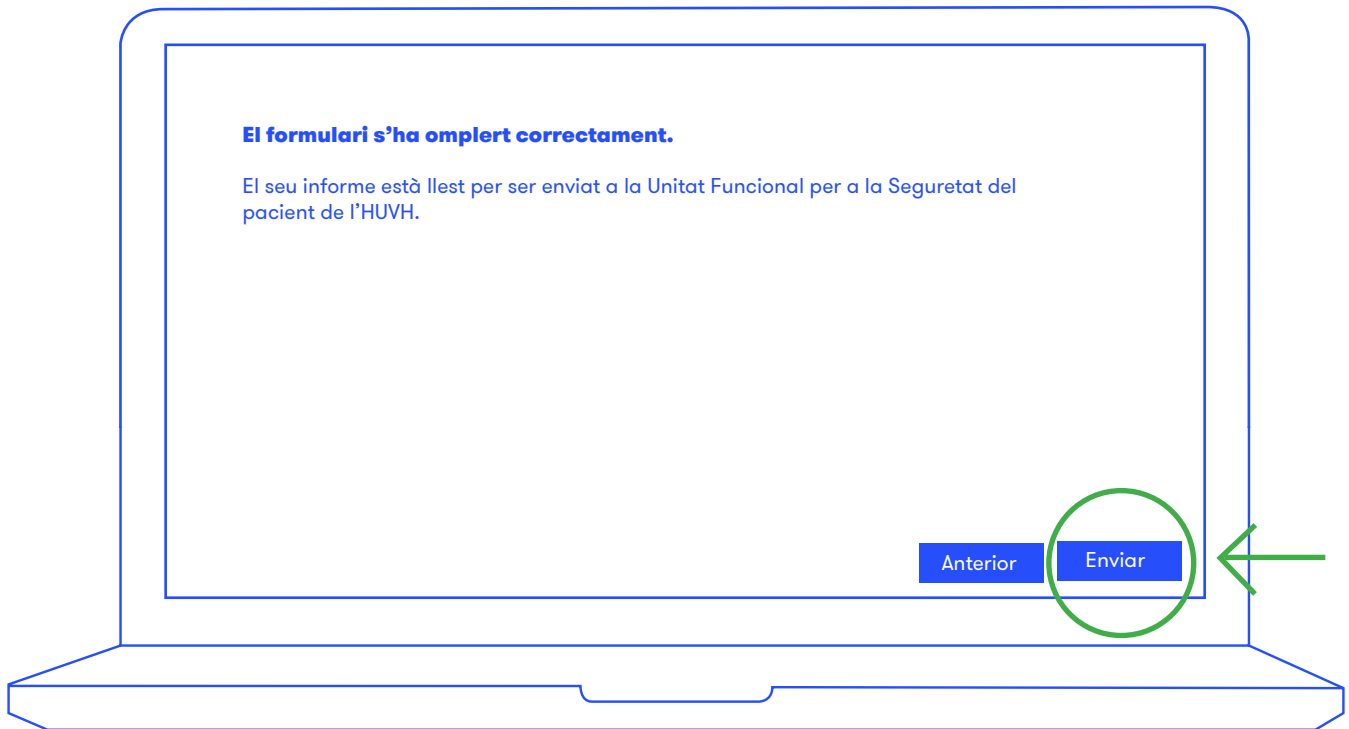 El formulari s’ha omplert correctament.
El seu informe està llest per ser enviat a la Unitat Funcional per a la Seguretat del
pacient de l’HUVH.
Anterior
Enviar